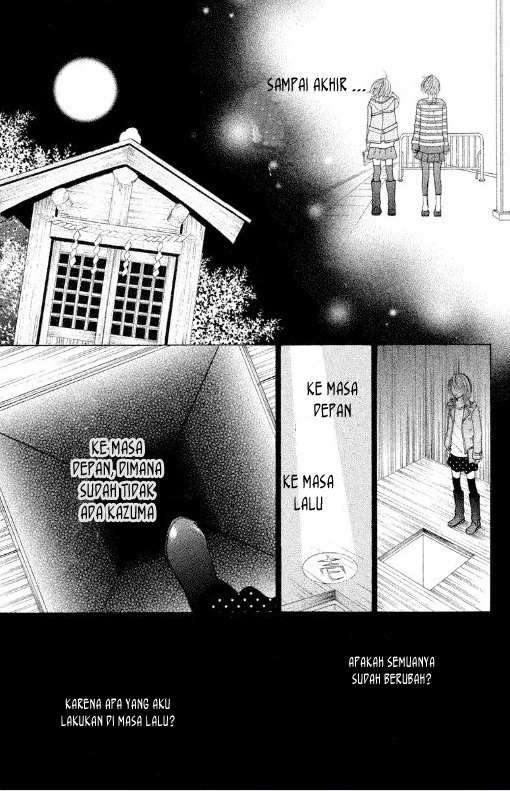 SAMPAI AKHIR ...
KE MASA
DEPAN
KE MASA
LALU
KE MASA
DEPAN, DIMANA
SUDAH TIDAK
ADA KAZUMA
APAKAH SEMUANYA
SUDAH BERUBAH?
KARENA APA YANG AKU
LAKUKAN DI MASA LALU?